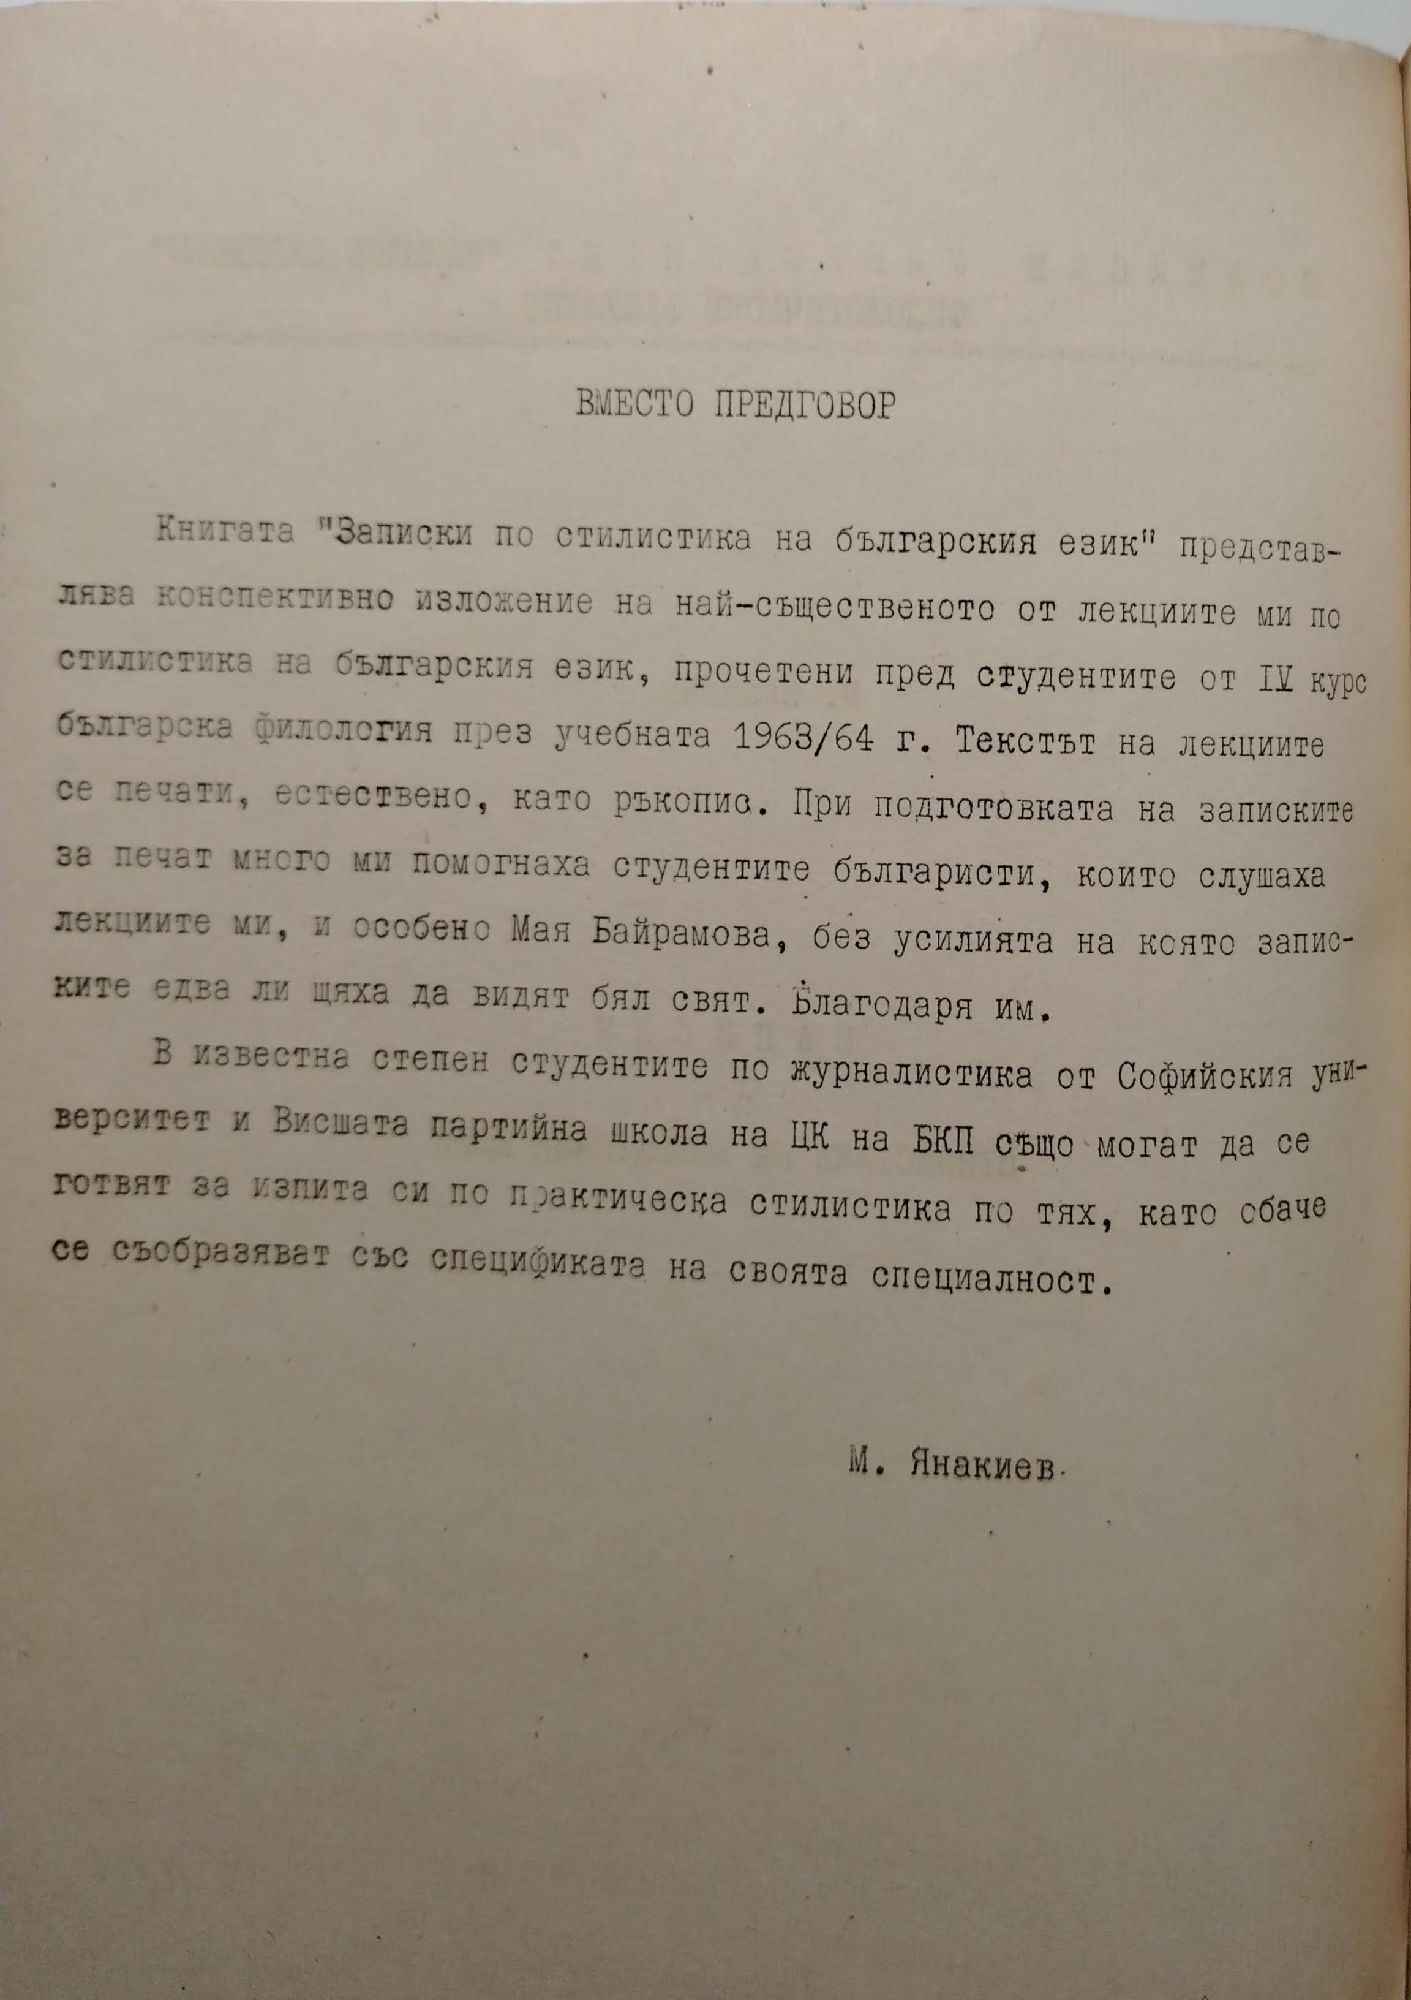 ВМЕСТО ПРЕДГОВОР
Книгата "Записки по стилистика на българския език" представ-
лява конспективно изложение на най-същественото от лекциите ми по
стилистика на българския език, прочетени пред студентите от IV курс
българска филология през учебната 1963/64 г. Текстът на лекциите
се печати, естествено, като ръкопис. При подготовката на записките
за печат много ми помогнаха студентите българисти, които слушаха
лекциите ми, и особено Мая Байрамова, без усилията на която запис-
ките едва ли щяха да видят бял свят. Благодаря им.
В известна степен студентите по журналистика от Софийския уни-
верситет и Висшата партийна школа на ЦК на БКП също могат да се
готвят за изпита си по практическа стилистика по тях, като обаче
се съобразяват със спецификата на своята специалност.
М. Янакиев.